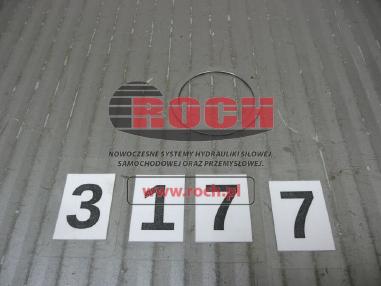 ROCH
NOWOCZESNE SYSTEMY HYDRAULIKI SIŁOWEJ,
SAMOCHODOWEJ ORAZ PRZEMYSŁOWEJ.
www.roch.pl
3 1 7 7